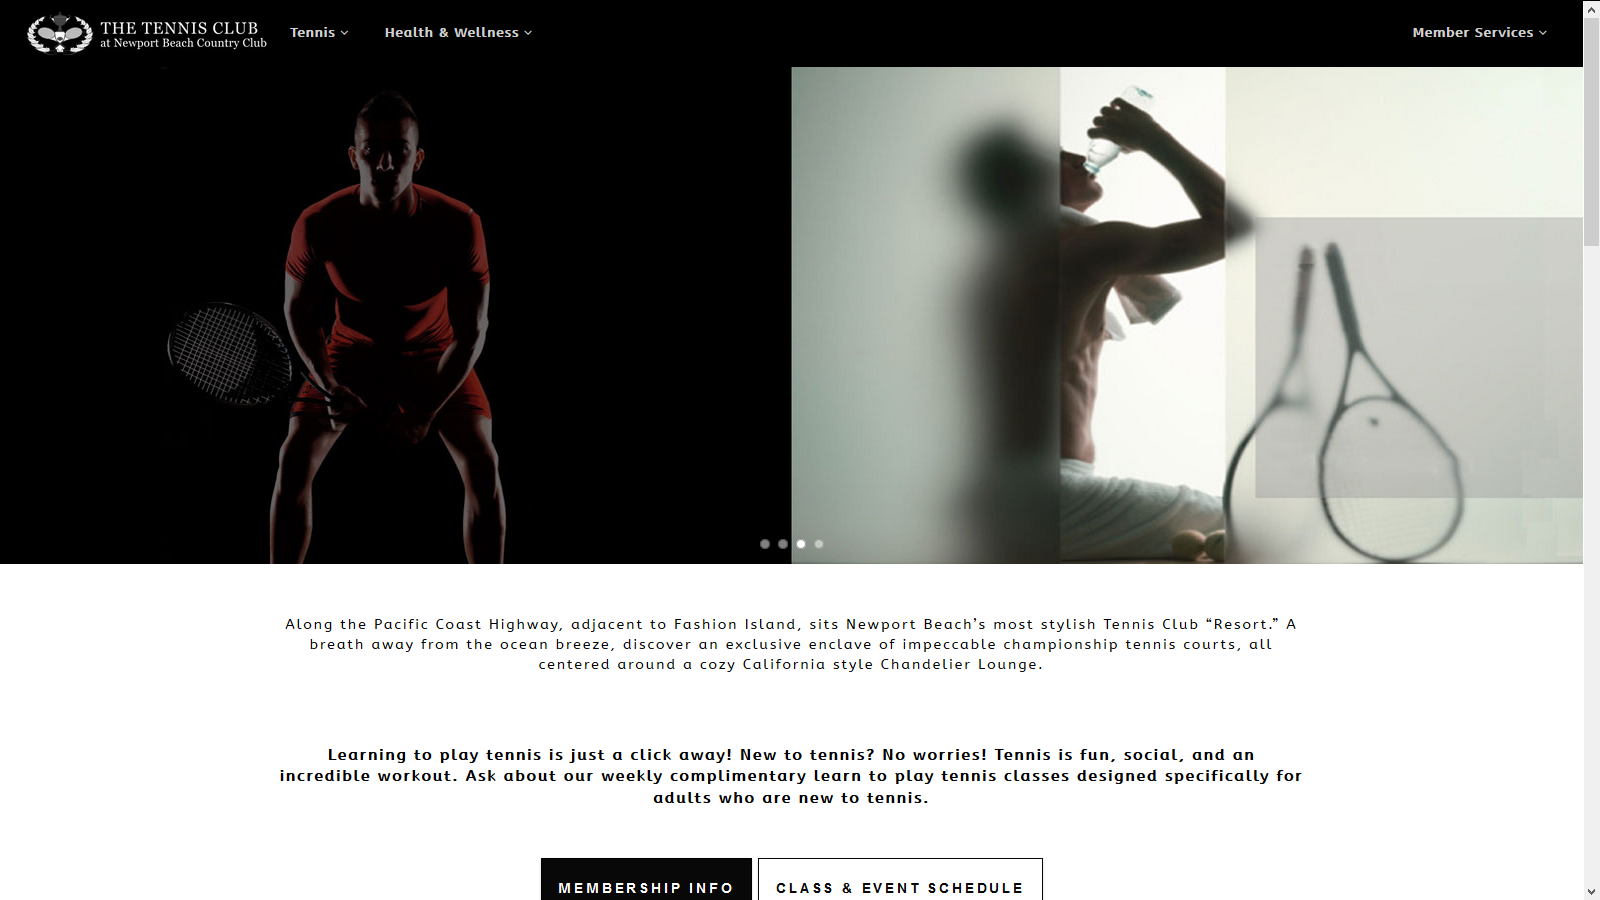 THE TENNIS CLUB
at Newport Beach Country Club
Tennis
Health & Wellness
Member Services
Along the Pacific Coast Highway, adjacent to Fashion Island, sits Newport Beach’s most stylish Tennis Club “Resort.” A
breath away from the ocean breeze, discover an exclusive enclave of impeccable championship tennis courts, all
centered around a cozy California style Chandelier Lounge.
Learning to play tennis is just a click away! New to tennis? No worries! Tennis is fun, social, and an
incredible workout. Ask about our weekly complimentary learn to play tennis classes designed specifically for
adults who are new to tennis.
MEMBERSHIP INFO
CLASS & EVENT SCHEDULE